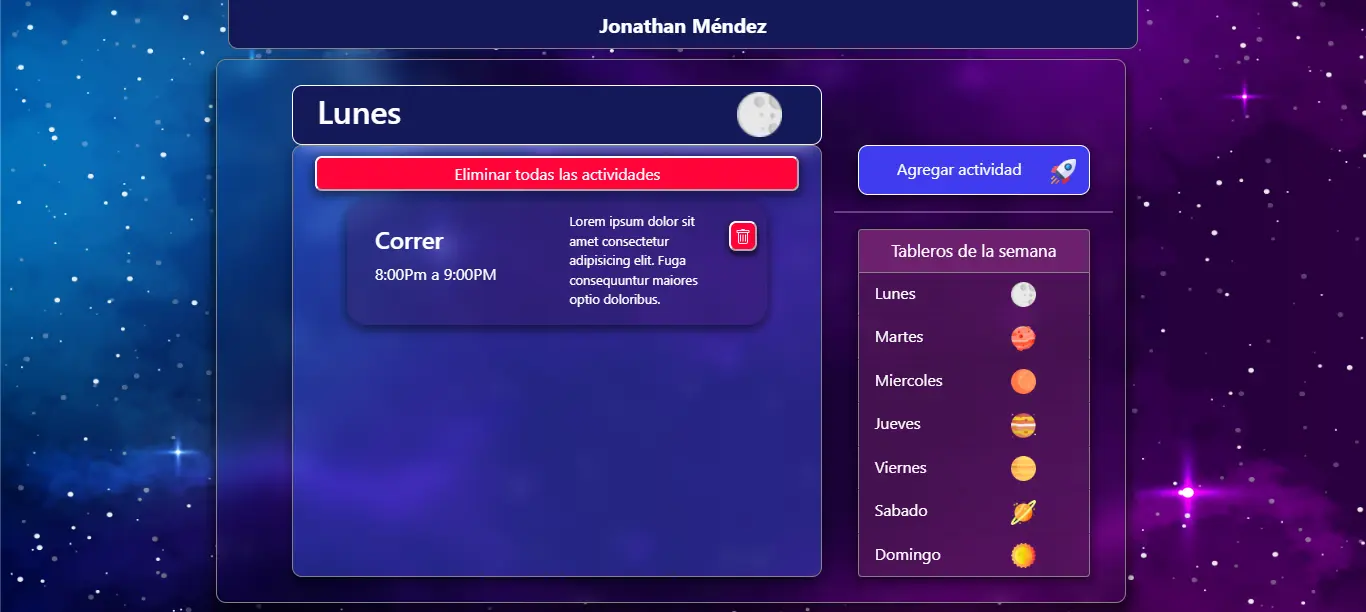 Jonathan Méndez
Lunes
Eliminar todas las actividades
Correr
8:00Pm a 9:00PM
Lorem ipsum dolor sit
amet consectetur
adipisicing elit. Fuga
consequuntur maiores
optio doloribus.
Agregar actividad
Tableros de la semana
Lunes
Martes
Miercoles
Jueves
Viernes
Sabado
Domingo